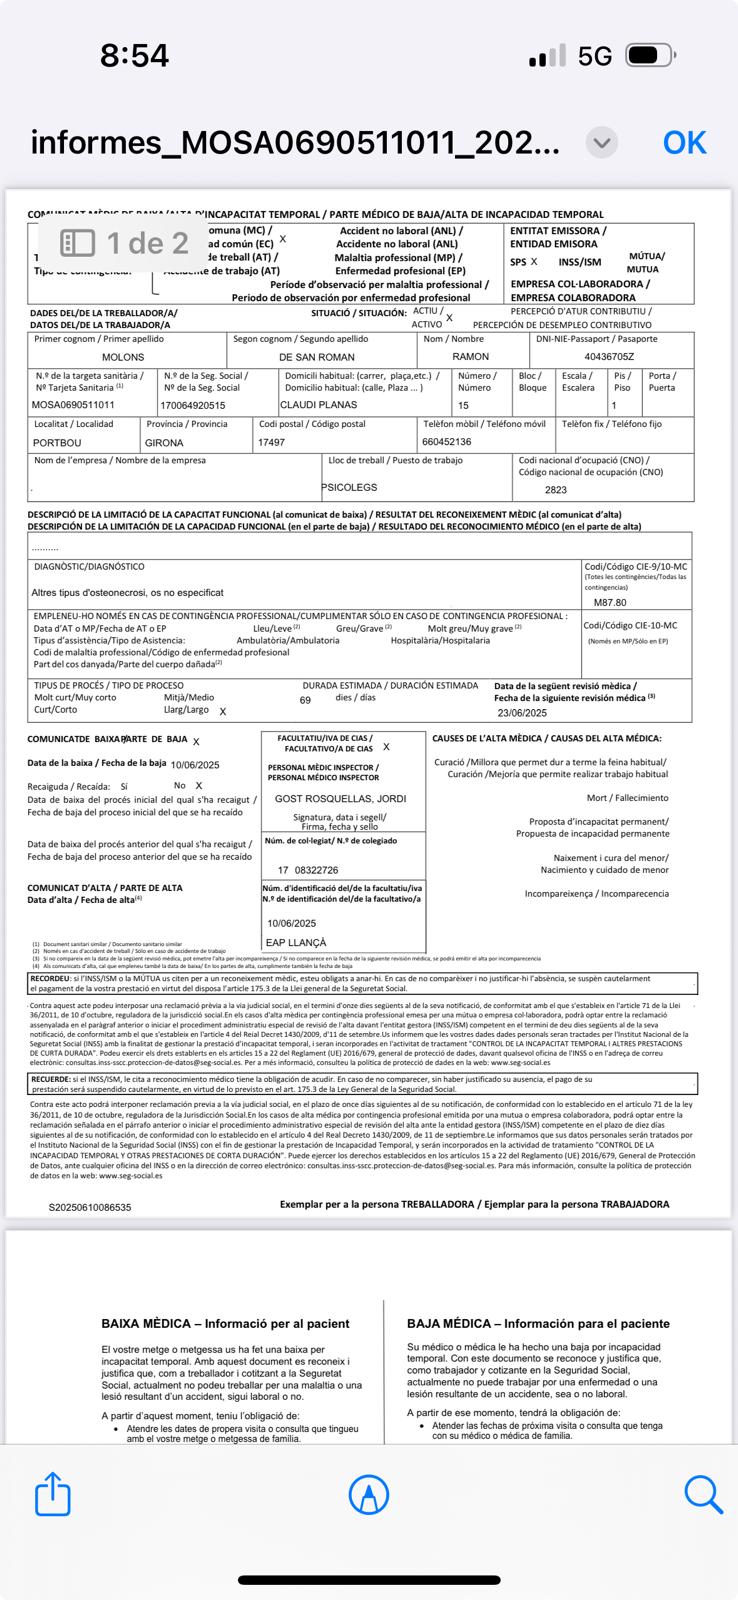 8:54
5G
informes_MOSA0690511011_202...
OK
1 de 2
COMUNICAT MÈDIC DE BAIXA/ALTA D'INCAPACITAT TEMPORAL / PARTE MÉDICO DE BAJA/ALTA DE INCAPACIDAD TEMPORAL
omuna (MC) /
Accident no laboral (ANL) /
ENTITAT EMISSORA /
ad común (EC) X
Accidente no laboral (ANL)
ENTIDAD EMISORA
de treball (AT) /
Malaltia professional (MP) /
Accidente de trabajo (AT)
Enfermedad profesional (EP)
SPS X INSS/ISM MÚTUA/
MUTUA
Tipo de contingencia:
Període d'observació per malaltia professional /
EMPRESA COL·LABORADORA /
Periodo de observación por enfermedad profesional
EMPRESA COLABORADORA
DADES DEL/DE LA TREBALLADOR/A/
SITUACIÓ / SITUACIÓN: ACTIU /
PERCEPCIÓ D'ATUR CONTRIBUTIU /
DATOS DEL/DE LA TRABAJADOR/A
ACTIVO X
PERCEPCIÓN DE DESEMPLEO CONTRIBUTIVO
Primer cognom / Primer apellido
Segon cognom / Segundo apellido
Nom / Nombre
DNI-NIE-Passaport / Pasaporte
MOLONS
DE SAN ROMAN
RAMON
40436705Z
N.º de la targeta sanitària /
N.º de la Seg. Social /
Domicili habitual: (carrer, plaça,etc.) /
Número /
Bloc /
Escala /
Pis /
Porta /
Nº Tarjeta Sanitaria (1)
Nº de la Seg. Social
Domicilio habitual: (calle, Plaza ... )
Número
Bloque
Escalera
Piso
Puerta
MOSA0690511011
170064920515
CLAUDI PLANAS
15
1
Localitat / Localidad
Província / Provincia
Codi postal / Código postal
Telèfon mòbil / Teléfono móvil
Telèfon fix / Teléfono fijo
PORTBOU
GIRONA
17497
660452136
Nom de l'empresa / Nombre de la empresa
Lloc de treball / Puesto de trabajo
Codi nacional d'ocupació (CNO) /
Código nacional de ocupación (CNO)
.
PSICOLEGS
2823
DESCRIPCIÓ DE LA LIMITACIÓ DE LA CAPACITAT FUNCIONAL (al comunicat de baixa) / RESULTAT DEL RECONEIXEMENT MÈDIC (al comunicat d'alta)
DESCRIPCIÓN DE LA LIMITACIÓN DE LA CAPACIDAD FUNCIONAL (en el parte de baja) / RESULTADO DEL RECONOCIMIENTO MÉDICO (en el parte de alta)
..........
DIAGNÒSTIC/DIAGNÓSTICO
Codi/Código CIE-9/10-MC
(Totes les contingències/Todas las
contingencias)
Altres tipus d'osteonecrosi, os no especificat
M87.80
EMPLENEU-HO NOMÉS EN CAS DE CONTINGÈNCIA PROFESSIONAL/CUMPLIMENTAR SÓLO EN CASO DE CONTINGENCIA PROFESIONAL :
Data d'AT o MP/Fecha de AT o EP
Lleu/Leve (2)
Greu/Grave (2)
Molt greu/Muy grave (2)
Codi/Código CIE-10-MC
Tipus d'assistència/Tipo de Asistencia:
Ambulatòria/Ambulatoria
Hospitalària/Hospitalaria
(Només en MP/Sólo en EP)
Codi de malaltia professional/Código de enfermedad profesional
Part del cos danyada/Parte del cuerpo dañada(2)
TIPUS DE PROCÉS / TIPO DE PROCESO
DURADA ESTIMADA / DURACIÓN ESTIMADA
Data de la següent revisió mèdica /
Molt curt/Muy corto
Mitjà/Medio
69 dies / días
Fecha de la siguiente revisión médica (3)
Curt/Corto
Llarg/Largo X
23/06/2025
COMUNICATDE BAIXA/PARTE DE BAJA X
FACULTATIU/IVA DE CIAS /
FACULTATIVO/A DE CIAS X
CAUSES DE L'ALTA MÈDICA / CAUSAS DEL ALTA MÉDICA:
Data de la baixa / Fecha de la baja 10/06/2025
PERSONAL MÈDIC INSPECTOR /
PERSONAL MÉDICO INSPECTOR
Curació /Millora que permet dur a terme la feina habitual/
Curación /Mejoría que permite realizar trabajo habitual
Recaiguda / Recaída: Sí No X
Data de baixa del procés inicial del qual s'ha recaigut /
Fecha de baja del proceso inicial del que se ha recaído
GOST ROSQUELLAS, JORDI
Mort / Fallecimiento
Signatura, data i segell/
Firma, fecha y sello
Proposta d'incapacitat permanent/
Propuesta de incapacidad permanente
Data de baixa del procés anterior del qual s'ha recaigut /
Fecha de baja del proceso anterior del que se ha recaído
Núm. de col·legiat/ N.º de colegiado
17 08322726
Naixement i cura del menor/
Nacimiento y cuidado de menor
COMUNICAT D'ALTA / PARTE DE ALTA
Data d'alta / Fecha de alta(4)
Núm. d'identificació del/de la facultatiu/iva
N.º de identificación del/de la facultativo/a
Incompareixença / Incomparecencia
10/06/2025
EAP LLANÇÀ
(1) Document sanitari similar / Documento sanitario similar
(2) Només en cas d'accident de treball / Sólo en caso de accidente de trabajo
(3) Si no compareix en la data de la següent revisió mèdica, pot emetre l'alta per incompareixença / Si no comparece en fecha de la siguiente revisión médica, se podrá emitir el alta por incomparecencia
(4) Als comunicats d'alta, cal que empleneu també la data de baixa/ En los partes de alta, cumplimente también la fecha de baja
RECORDEU: si l'INSS/ISM o la MÚTUA us citen per a un reconeixement mèdic, esteu obligats a anar-hi. En cas de no comparèixer i no justificar-hi l'absència, se suspèn cautelarment
el pagament de la vostra prestació en virtut del disposa l'article 175.3 de la Llei general de la Seguretat Social.
Contra aquest acte podeu interposar una reclamació prèvia a la via judicial social, en el termini d'onze dies següents al de la seva notificació, de conformitat amb el que s'estableix en l'article 71 de la Llei
36/2011, de 10 d'octubre, reguladora de la jurisdicció social.En els casos d'alta mèdica per contingència professional emesa per una mutua o empresa col·laboradora, podrà optar entre la reclamació
assenyalada en el paràgraf anterior o iniciar el procediment administratiu especial de revisió de l'alta davant l'entitat gestora (INSS/ISM) competent en el termini de deu dies següents al de la seva
notificació, de conformitat amb el que s'estableix en l'article 4 del Reial Decret 1430/2009, d'11 de setembre.Us informem que les vostres dades dades personals seran tractades per l'Institut Nacional de la
Seguretat Social (INSS) amb la finalitat de gestionar la prestació d'incapacitat temporal, i seran incorporades en l'activitat de tractament "CONTROL DE LA INCAPACITAT TEMPORAL I ALTRES PRESTACIONS
DE CURTA DURADA". Podeu exercir els drets establerts en els articles 15 a 22 del Reglament (UE) 2016/679, general de protecció de dades, davant qualsevol oficina de l'INSS o en l'adreça de correu
electrònic: consultas.inss-sscc.proteccion-de-datos@seg-social.es. Per a més informació, consulteu la política de protecció de dades en la web: www.seg-social.es
RECUERDE: si el INSS/ISM, le cita a reconocimiento médico tiene la obligación de acudir. En caso de no comparecer, sin haber justificado su ausencia, el pago de su
prestación será suspendido cautelarmente, en virtud de lo previsto en el art. 175.3 de la Ley General de la Seguridad Social.
Contra este acto podrá interponer reclamación previa a la vía judicial social, en el plazo de once días siguientes al de su notificación, de conformidad con lo establecido en el artículo 71 de la ley
36/2011, de 10 de octubre, reguladora de la Jurisdicción Social.En los casos de alta médica por contingencia profesional emitida por una mutua o empresa colaboradora, podrá optar entre la
reclamación señalada en el párrafo anterior o iniciar el procedimiento administrativo especial de revisión del alta ante la entidad gestora (INSS/ISM) competente en el plazo de diez días
siguientes al de su notificación, de conformidad con lo establecido en el artículo 4 del Real Decreto 1430/2009, de 11 de septiembre.Le informamos que sus datos personales serán tratados por
el Instituto Nacional de la Seguridad Social (INSS) con la finalidad de gestionar la prestación de Incapacidad Temporal, y serán incorporados en la actividad de tratamiento "CONTROL DE LA
INCAPACIDAD TEMPORAL Y OTRAS PRESTACIONES DE CORTA DURACIÓN". Puede ejercer los derechos establecidos en los artículos 15 a 22 del Reglamento (UE) 2016/679, General de Protección
de Datos, ante cualquier oficina del INSS o en la dirección de correo electrónico: consultas.inss-sscc.proteccion-de-datos@seg-social.es. Para más información, consulte la política de protección
de datos en la web: www.seg-social.es
S20250610086535
Exemplar per a la persona TREBALLADORA / Ejemplar para la persona TRABAJADORA
BAIXA MÈDICA – Informació per al pacient
El vostre metge o metgessa us ha fet una baixa per
incapacitat temporal. Amb aquest document es reconeix i
justifica que, com a treballador i cotitzant a la Seguretat
Social, actualment no podeu treballar per una malaltia o una
lesió resultant d'un accident, sigui laboral o no.
A partir d'aquest moment, teniu l'obligació de:
• Atendre les dates de propera visita o consulta que tingueu
amb el vostre metge o metgessa de família.
BAJA MÉDICA – Información para el paciente
Su médico o médica le ha hecho una baja por incapacidad
temporal. Con este documento se reconoce y justifica que,
como trabajador y cotizante en la Seguridad Social,
actualmente no puede trabajar por una enfermedad o una
lesión resultante de un accidente, sea o no laboral.
A partir de ese momento, tendrá la obligación de:
• Atender las fechas de próxima visita o consulta que tenga
con su médico o médica de familia.